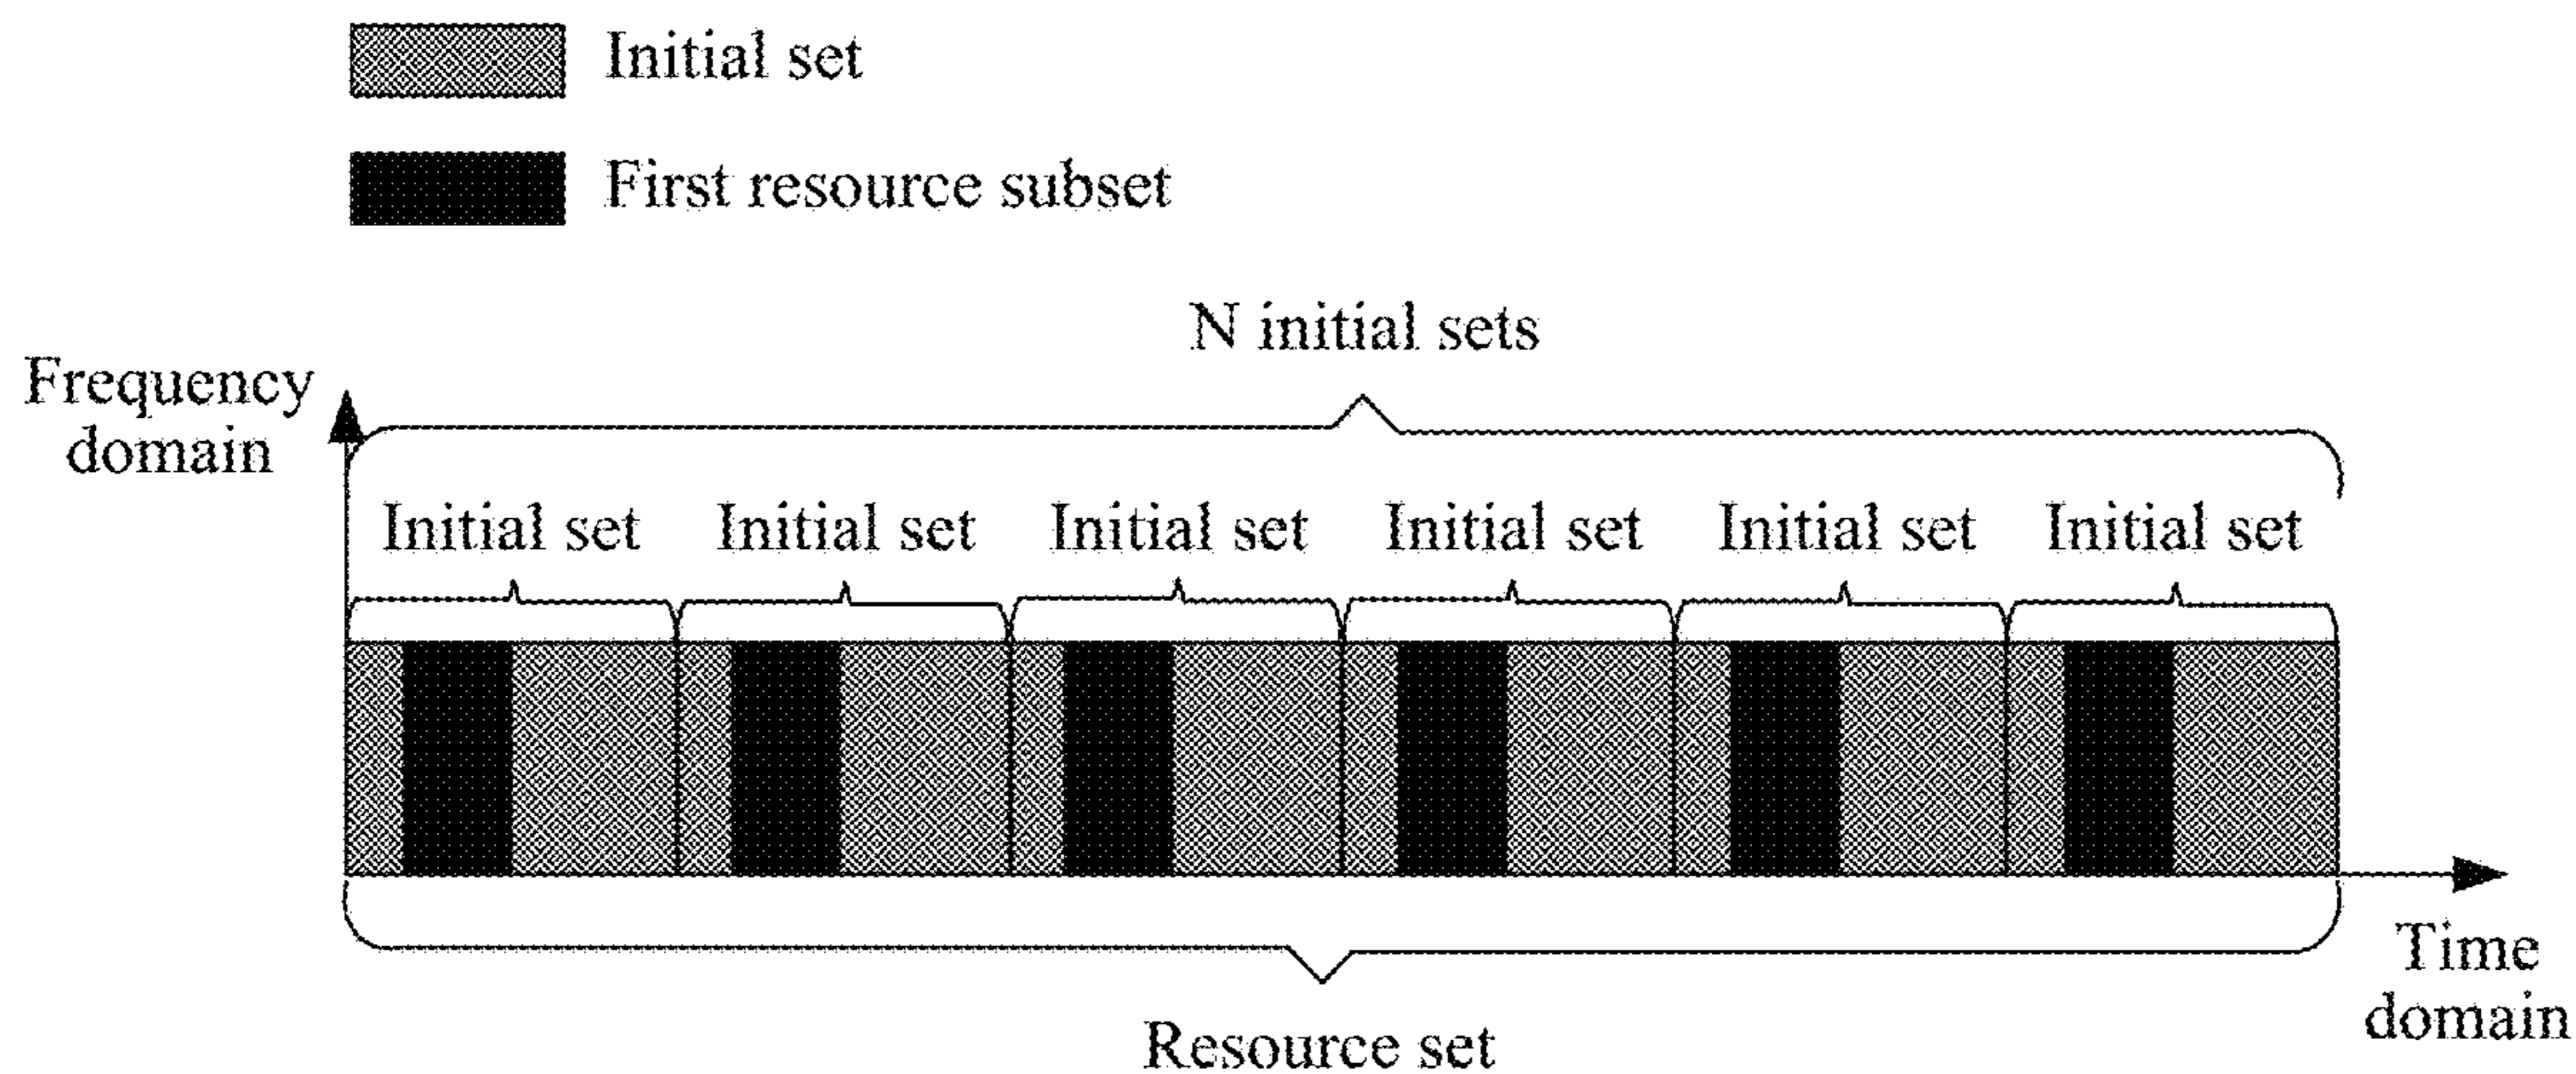 Initial set
First resource subset
N initial sets
Frequency
domain
Initial set Initial set Initial set Initial set Initial set Initial set
Time
domain
Resource set